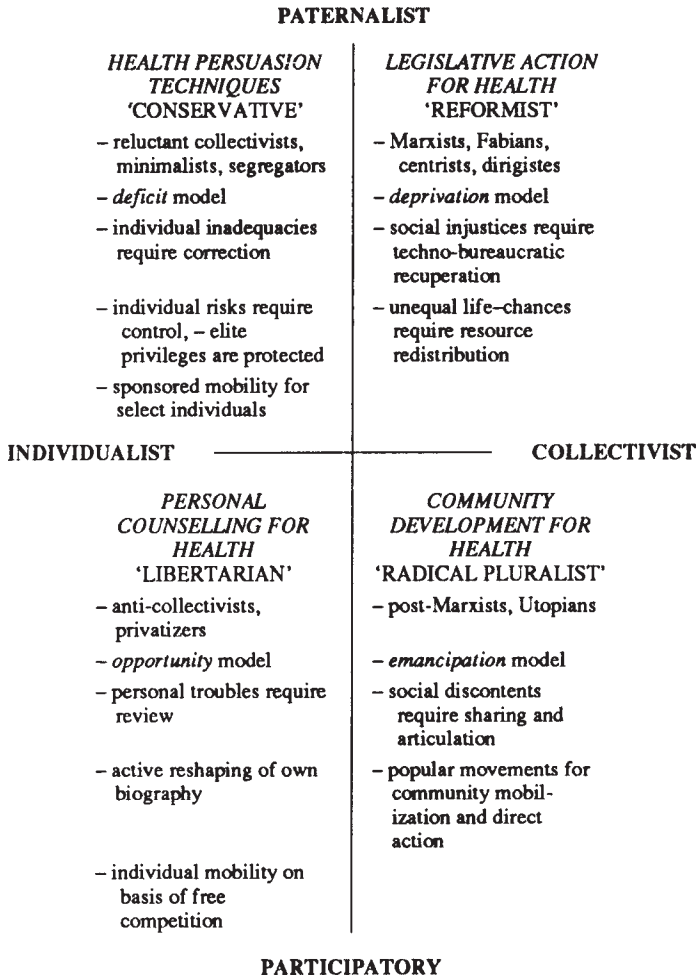 PATERNALIST
HEALTH PERSUASION
TECHNIQUES
'CONSERVATIVE'
– reluctant collectivists,
minimalists, segregators
– deficit model
– individual inadequacies
require correction
– individual risks require
control, – elite
privileges are protected
– sponsored mobility for
select individuals
LEGISLATIVE ACTION
FOR HEALTH
'REFORMIST'
– Marxists, Fabians,
centrists, dirigistes
– deprivation model
– social injustices require
techno-bureaucratic
recuperation
– unequal life–chances
require resource
redistribution
INDIVIDUALIST
COLLECTIVIST
PERSONAL
COUNSELLING FOR
HEALTH
'LIBERTARIAN'
– anti-collectivists,
privatizers
– opportunity model
– personal troubles require
review
– active reshaping of own
biography
– individual mobility on
basis of free
competition
COMMUNITY
DEVELOPMENT FOR
HEALTH
'RADICAL PLURALIST'
– post-Marxists, Utopians
– emancipation model
– social discontents
require sharing and
articulation
– popular movements for
community mobil-
ization and direct
action
PARTICIPATORY